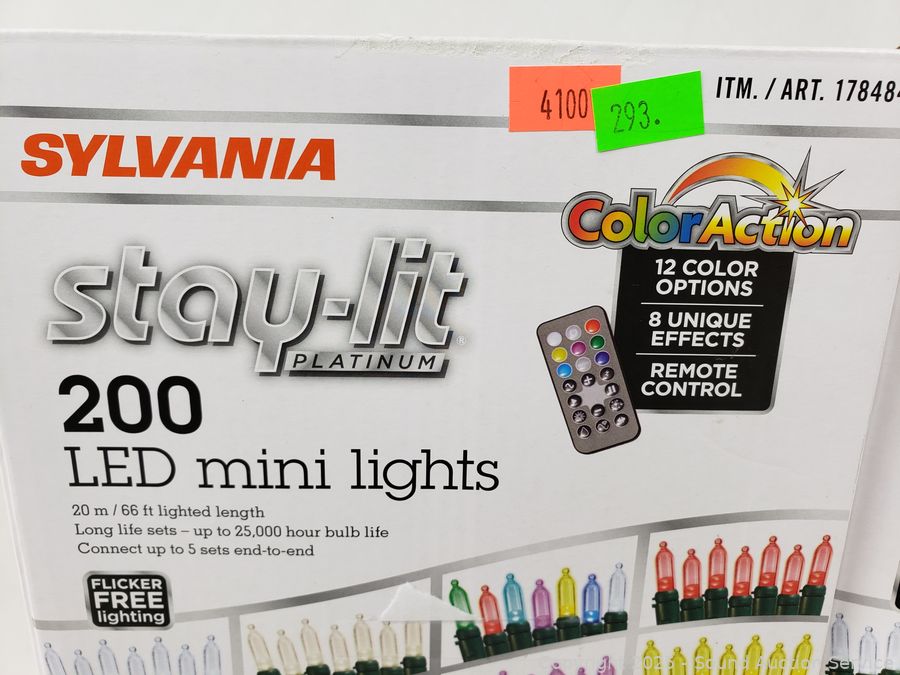 4100
293.
ITM. / ART. 178484
SYLVANIA
ColorAction
stay-lit®
PLATINUM
12 COLOR
OPTIONS
8 UNIQUE
EFFECTS
REMOTE
CONTROL
200
LED mini lights
20 m / 66 ft lighted length
Long life sets – up to 25,000 hour bulb life
Connect up to 5 sets end-to-end
FLICKER
FREE
lighting
Copyright 2025 - Sound Auction Service